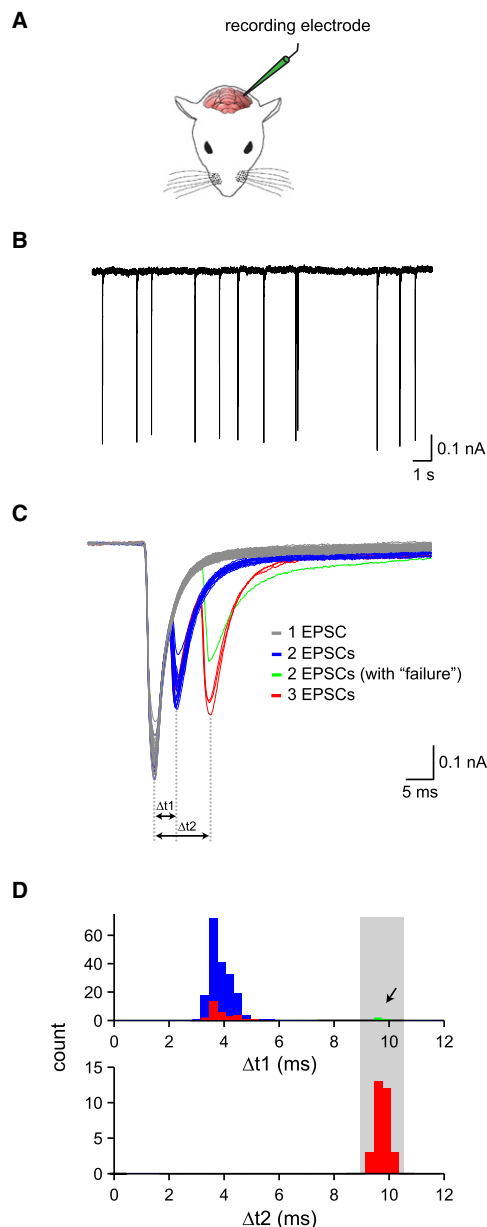 A
recording electrode
B
0.1 nA
1 s
C
1 EPSC
2 EPSCs
2 EPSCs (with “failure”)
3 EPSCs
0.1 nA
5 ms
Δt1
Δt2
D
60
40
20
0
0 2 4 6 8 10 12
Δt1 (ms)
count
15
10
5
0
0 2 4 6 8 10 12
Δt2 (ms)